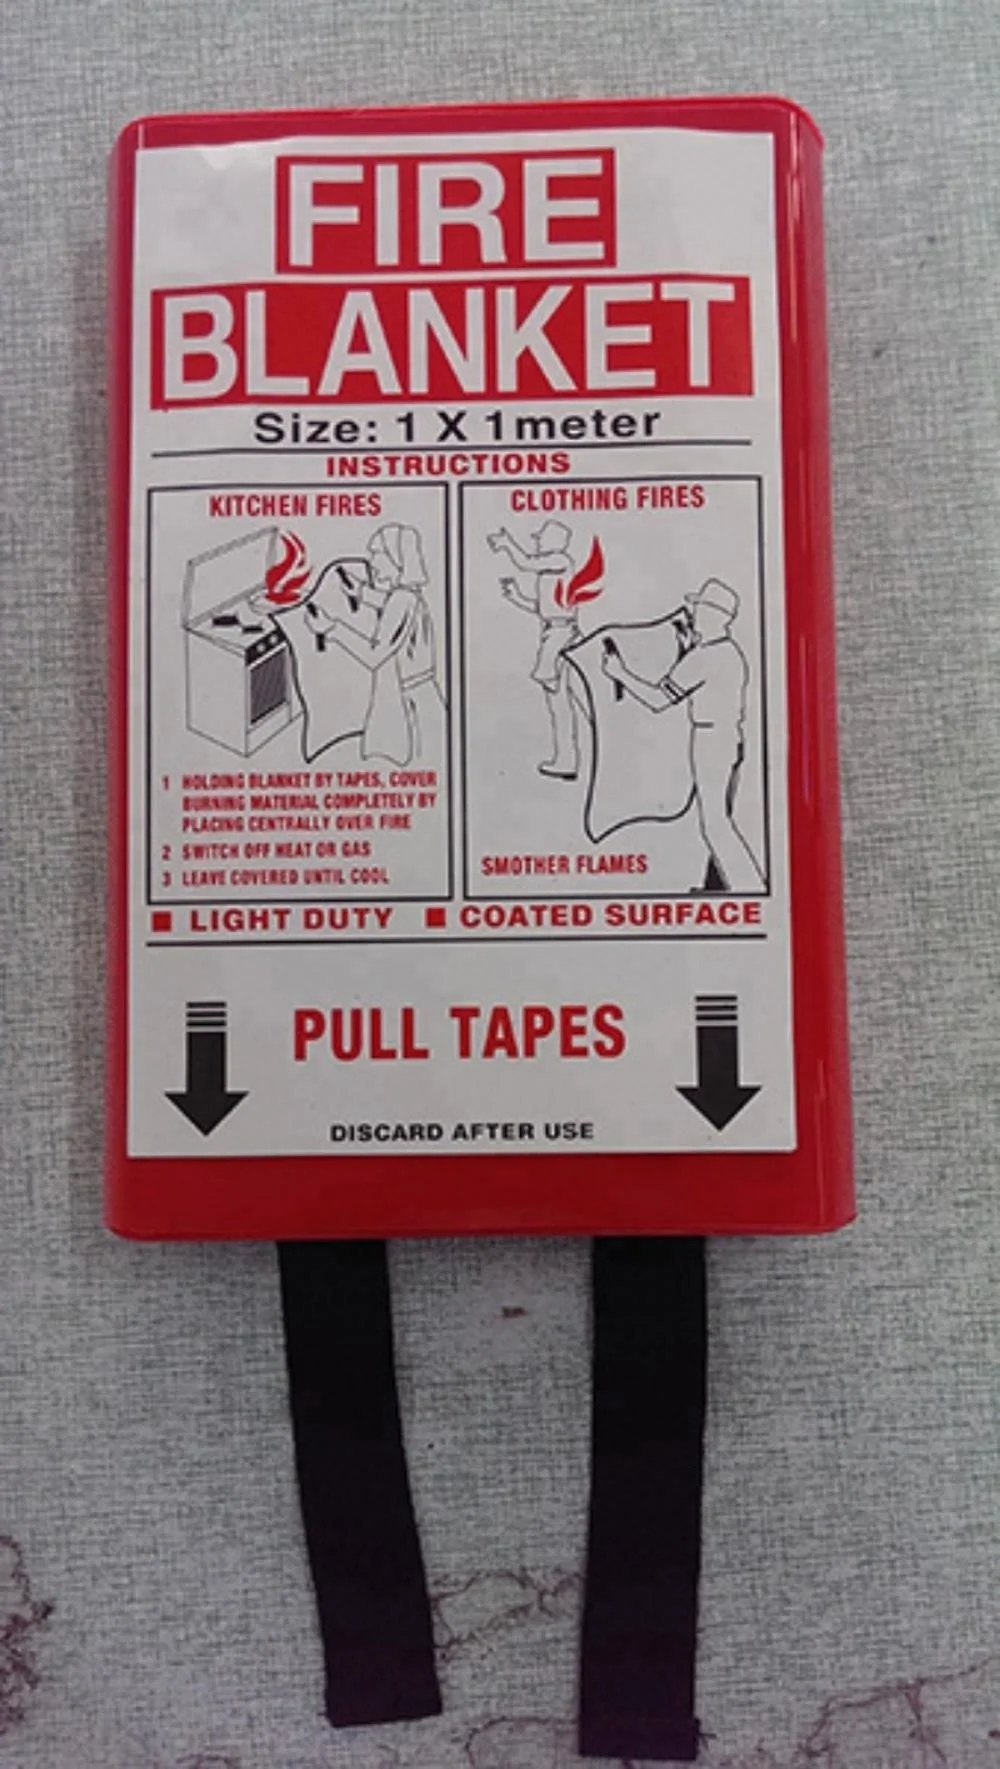 FIRE
BLANKET
Size: 1 X 1meter
INSTRUCTIONS
KITCHEN FIRES
1 HOLDING BLANKET BY TAPES, COVER
BURNING MATERIAL COMPLETELY BY
PLACING CENTRALLY OVER FIRE
2 SWITCH OFF HEAT OR GAS
3 LEAVE COVERED UNTIL COOL
CLOTHING FIRES
SMOTHER FLAMES
LIGHT DUTY COATED SURFACE
PULL TAPES
DISCARD AFTER USE